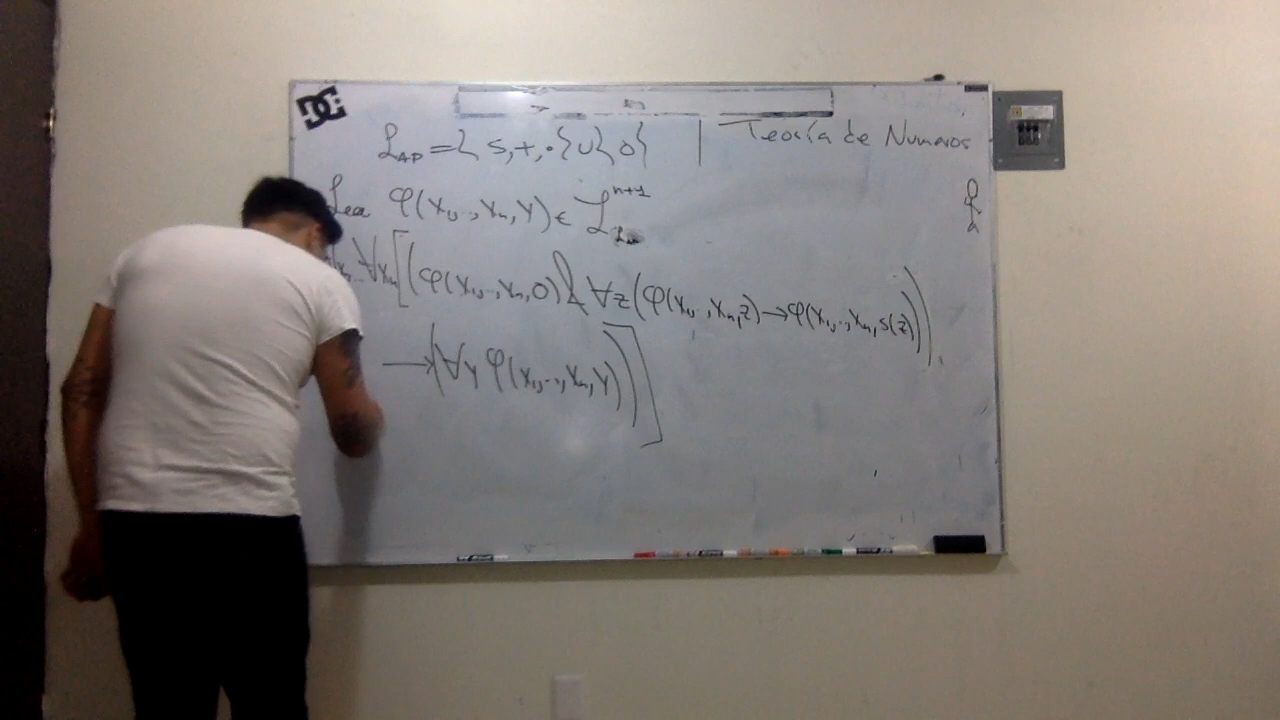 L_AP = { S, +, · } ∪ { 0 } | Teoría de Numeros
Sea φ(x₁,..,xₙ,y) ∈ L^{n+1}
∀x₁...∀xₙ[(φ(x₁,..,xₙ,0) & ∀z(φ(x₁,..,xₙ,z) → φ(x₁,..,xₙ,s(z))))
→ (∀y φ(x₁,..,xₙ,y))]